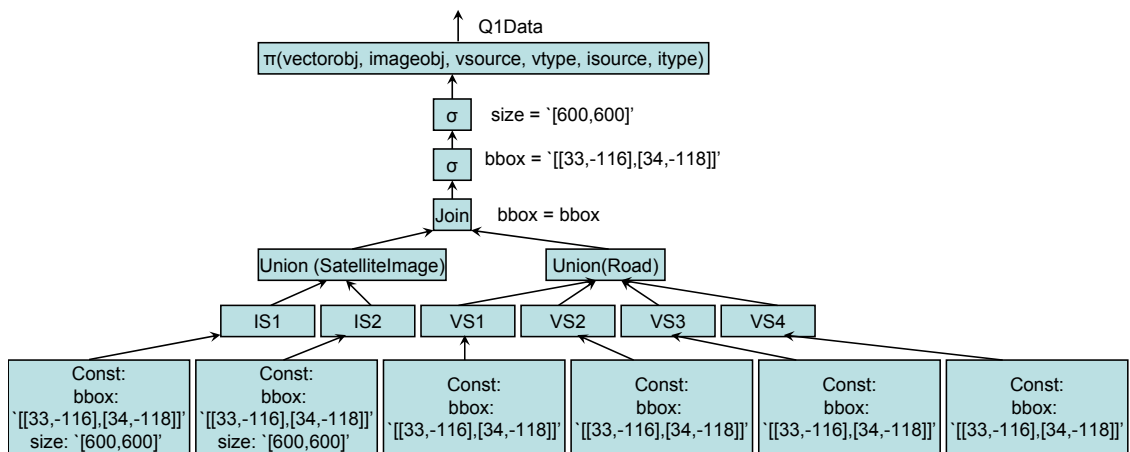 Q1Data
π(vectorobj, imageobj, vsource, vtype, isource, itype)
σ
size = `[600,600]’
σ
bbox = `[[33,-116],[34,-118]]’
Join
bbox = bbox
Union (SatelliteImage)
Union(Road)
IS1
IS2
VS1
VS2
VS3
VS4
Const:
bbox:
`[[33,-116],[34,-118]]’
size: `[600,600]’
Const:
bbox:
`[[33,-116],[34,-118]]’
size: `[600,600]’
Const:
bbox:
`[[33,-116],[34,-118]]’
Const:
bbox:
`[[33,-116],[34,-118]]’
Const:
bbox:
`[[33,-116],[34,-118]]’
Const:
bbox:
`[[33,-116],[34,-118]]’